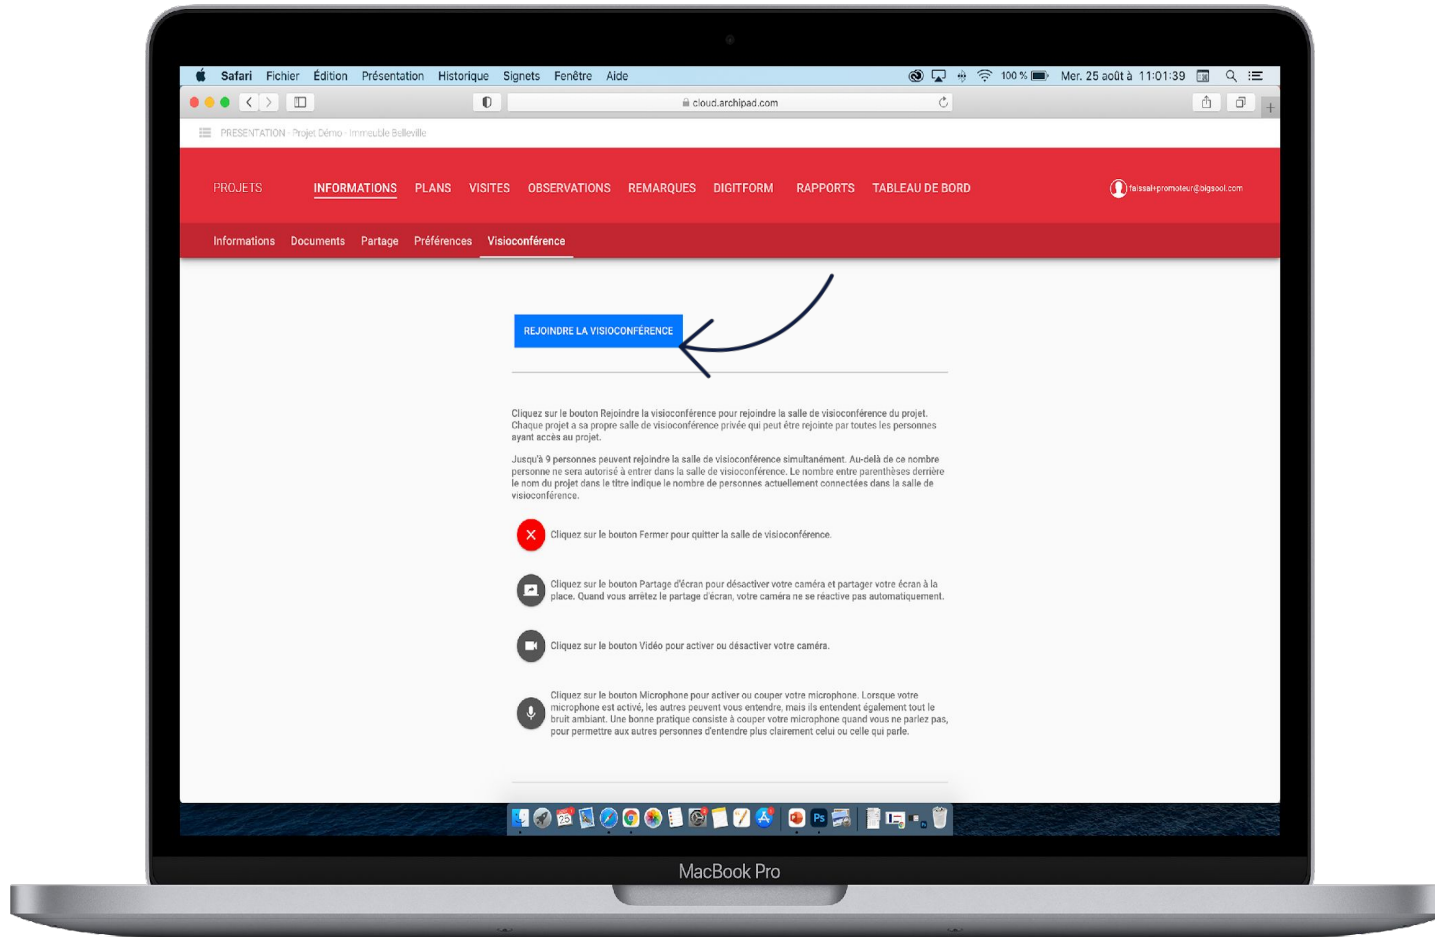 Safari Fichier Édition Présentation Historique Signets Fenêtre Aide 100 % Mer. 25 août à 11:01:39
cloud.archipad.com
PRESENTATION - Projet Démo - Immeuble Belleville
PROJETS INFORMATIONS PLANS VISITES OBSERVATIONS REMARQUES DIGITFORM RAPPORTS TABLEAU DE BORD faissal+promoteur@bigsool.com
Informations Documents Partage Préférences Visioconférence
REJOINDRE LA VISIOCONFÉRENCE
Cliquez sur le bouton Rejoindre la visioconférence pour rejoindre la salle de visioconférence du projet.
Chaque projet a sa propre salle de visioconférence privée qui peut être rejointe par toutes les personnes
ayant accès au projet.
Jusqu'à 9 personnes peuvent rejoindre la salle de visioconférence simultanément. Au-delà de ce nombre
personne ne sera autorisé à entrer dans la salle de visioconférence. Le nombre entre parenthèses derrière
le nom du projet dans le titre indique le nombre de personnes actuellement connectées dans la salle de
visioconférence.
Cliquez sur le bouton Fermer pour quitter la salle de visioconférence.
Cliquez sur le bouton Partage d'écran pour désactiver votre caméra et partager votre écran à la
place. Quand vous arrêtez le partage d'écran, votre caméra ne se réactive pas automatiquement.
Cliquez sur le bouton Vidéo pour activer ou désactiver votre caméra.
Cliquez sur le bouton Microphone pour activer ou couper votre microphone. Lorsque votre
microphone est activé, les autres peuvent vous entendre, mais ils entendent également tout le
bruit ambiant. Une bonne pratique consiste à couper votre microphone quand vous ne parlez pas,
pour permettre aux autres personnes d'entendre plus clairement celui ou celle qui parle.
25 Ps
MacBook Pro